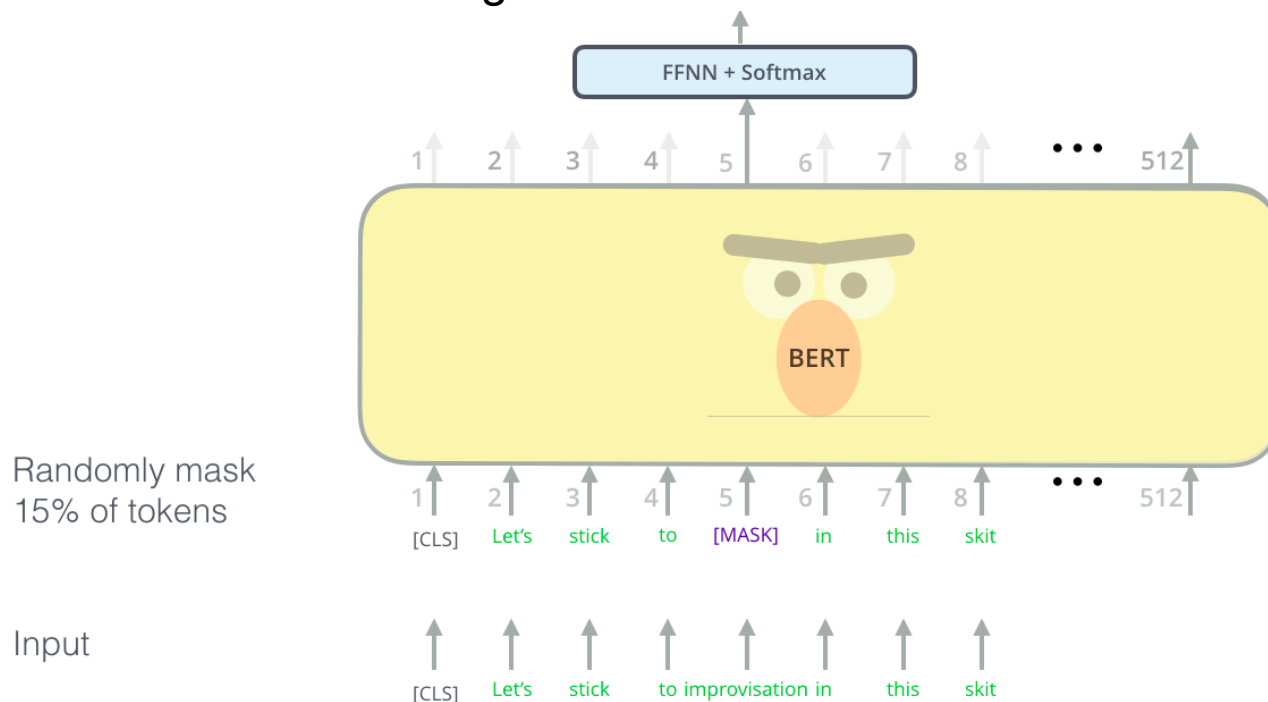 FFNN + Softmax
1 2 3 4 5 6 7 8 ••• 512
BERT
Randomly mask
15% of tokens
1 2 3 4 5 6 7 8 ••• 512
[CLS] Let's stick to [MASK] in this skit
Input
[CLS] Let's stick to improvisation in this skit